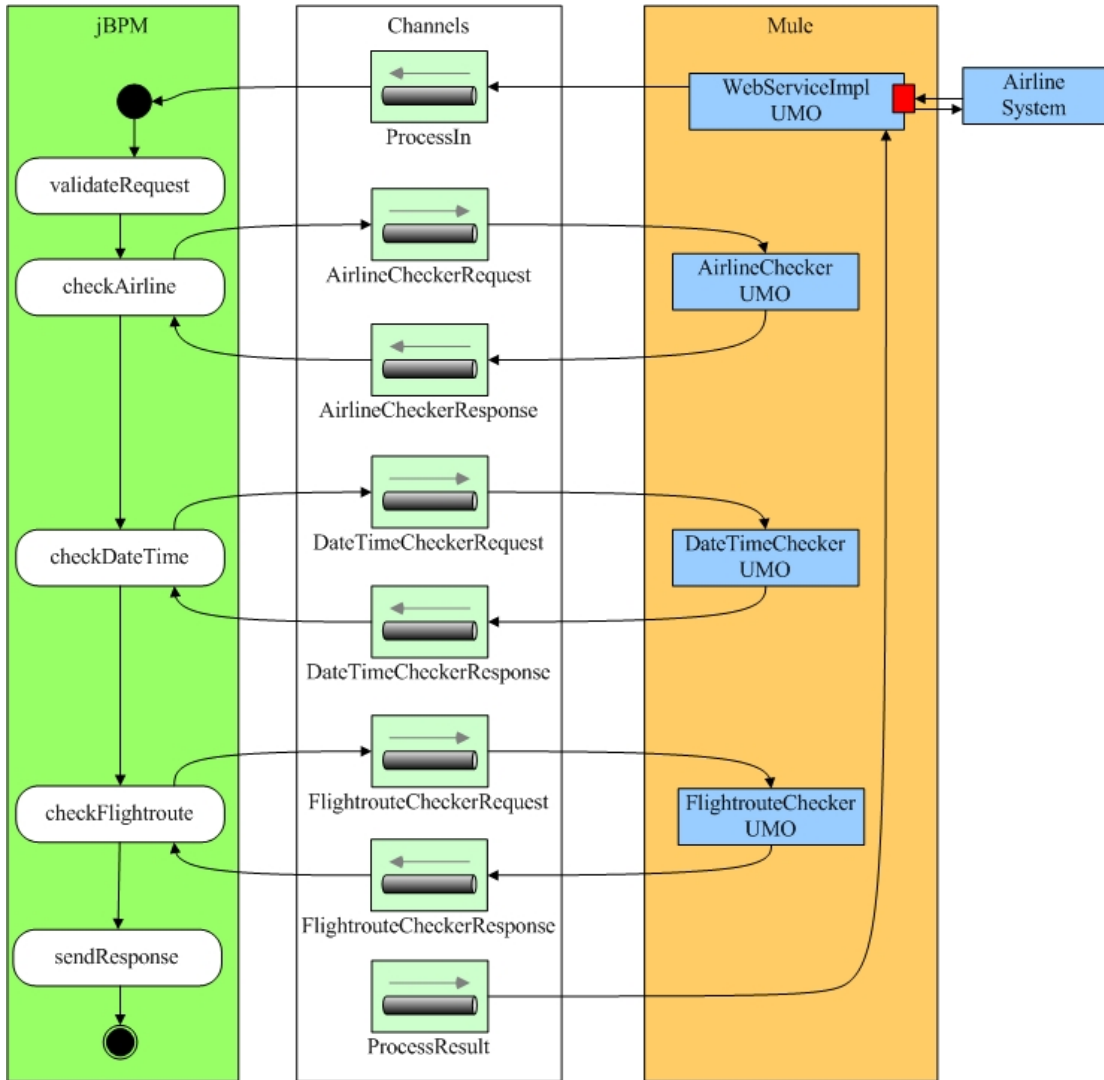 jBPM
Channels
Mule
ProcessIn
WebServiceImpl
UMO
Airline
System
validateRequest
AirlineCheckerRequest
checkAirline
AirlineChecker
UMO
AirlineCheckerResponse
DateTimeCheckerRequest
checkDateTime
DateTimeChecker
UMO
DateTimeCheckerResponse
FlightrouteCheckerRequest
checkFlightroute
FlightrouteChecker
UMO
FlightrouteCheckerResponse
sendResponse
ProcessResult